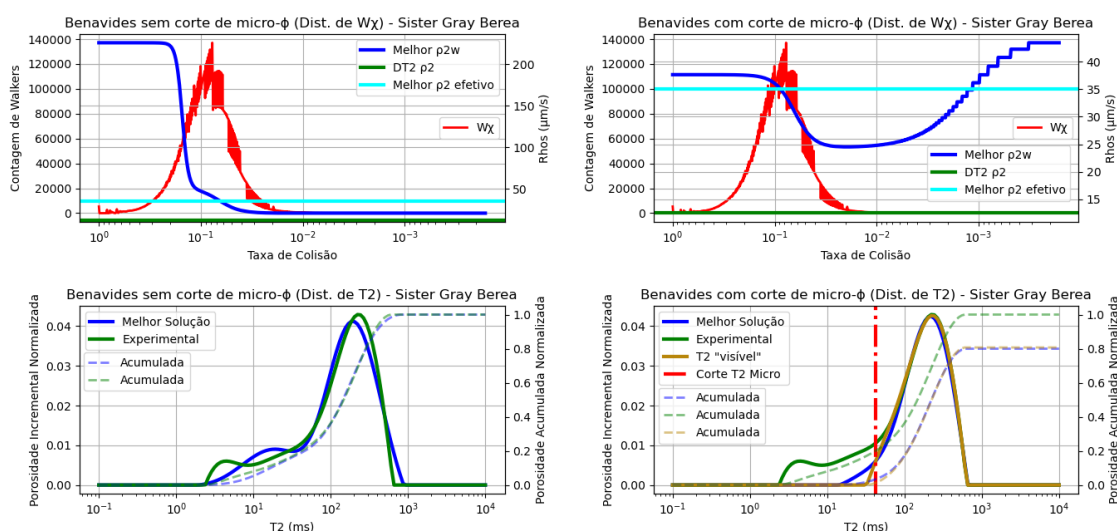 Benavides sem corte de micro-ϕ (Dist. de Wχ) - Sister Gray Berea
Contagem de Walkers
140000
120000
100000
80000
60000
40000
20000
0
Melhor ρ2w
DT2 ρ2
Melhor ρ2 efetivo
Wχ
200
150
100
50
Rhos (μm/s)
10⁰
10⁻¹
10⁻²
10⁻³
Taxa de Colisão
Benavides com corte de micro-ϕ (Dist. de Wχ) - Sister Gray Berea
Contagem de Walkers
140000
120000
100000
80000
60000
40000
20000
0
Wχ
Melhor ρ2w
DT2 ρ2
Melhor ρ2 efetivo
40
35
30
25
20
15
Rhos (μm/s)
10⁰
10⁻¹
10⁻²
10⁻³
Taxa de Colisão
Benavides sem corte de micro-ϕ (Dist. de T2) - Sister Gray Berea
Porosidade Incremental Normalizada
0.04
0.03
0.02
0.01
0.00
Melhor Solução
Experimental
Acumulada
Acumulada
1.0
0.8
0.6
0.4
0.2
0.0
Porosidade Acumulada Normalizada
10⁻¹
10⁰
10¹
10²
10³
10⁴
T2 (ms)
Benavides com corte de micro-ϕ (Dist. de T2) - Sister Gray Berea
Porosidade Incremental Normalizada
0.04
0.03
0.02
0.01
0.00
Melhor Solução
Experimental
T2 "visível"
Corte T2 Micro
Acumulada
Acumulada
Acumulada
1.0
0.8
0.6
0.4
0.2
0.0
Porosidade Acumulada Normalizada
10⁻¹
10⁰
10¹
10²
10³
10⁴
T2 (ms)